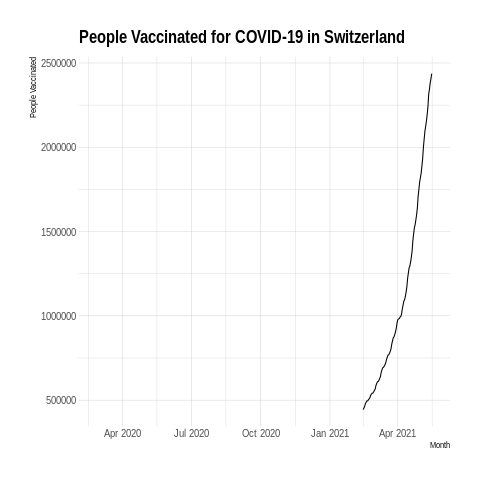 People Vaccinated for COVID-19 in Switzerland
People Vaccinated
2500000
2000000
1500000
1000000
500000
Apr 2020 Jul 2020 Oct 2020 Jan 2021 Apr 2021
Month